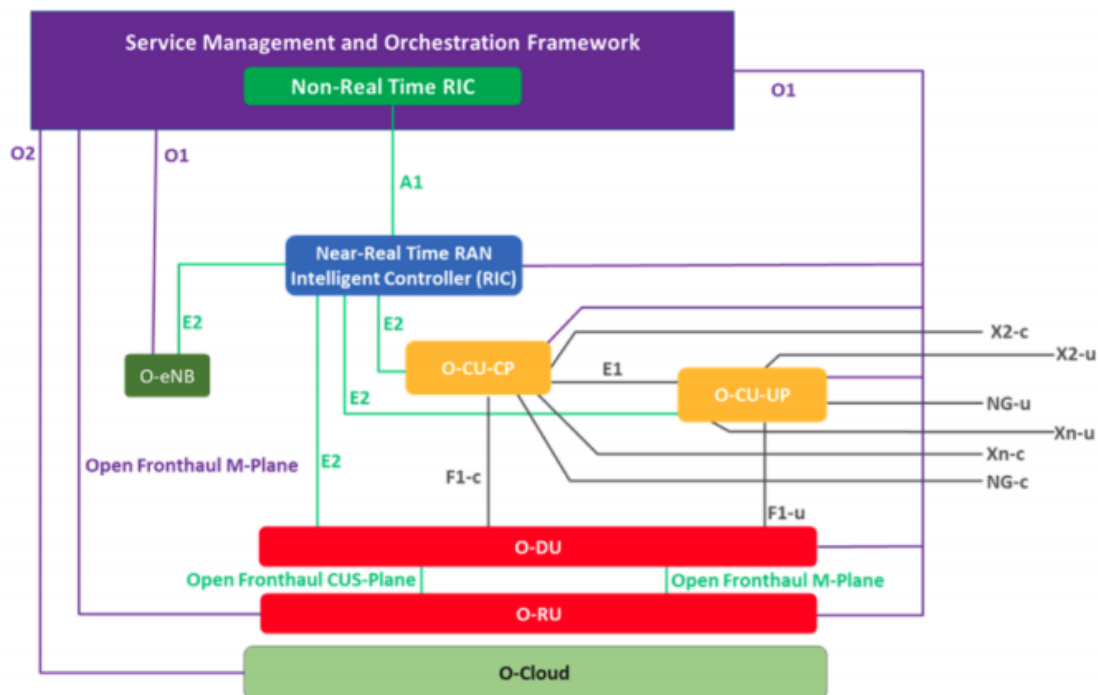 Service Management and Orchestration Framework
Non-Real Time RIC
O1
O2
O1
A1
Near-Real Time RAN
Intelligent Controller (RIC)
E2
E2
X2-c
O-CU-CP
E1
X2-u
O-eNB
O-CU-UP
E2
NG-u
Xn-u
Open Fronthaul M-Plane
E2
Xn-c
F1-c
NG-c
F1-u
O-DU
Open Fronthaul CUS-Plane
Open Fronthaul M-Plane
O-RU
O-Cloud